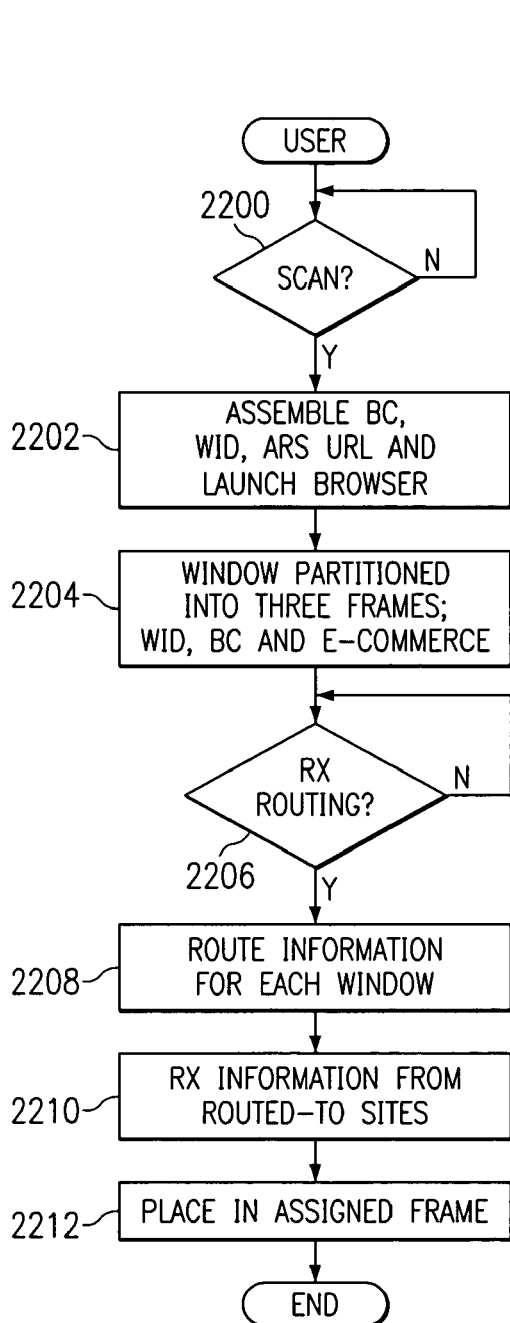 USER
2200
SCAN?
N
Y
2202
ASSEMBLE BC,
WID, ARS URL AND
LAUNCH BROWSER
2204
WINDOW PARTITIONED
INTO THREE FRAMES;
WID, BC AND E-COMMERCE
RX
ROUTING?
N
2206
Y
2208
ROUTE INFORMATION
FOR EACH WINDOW
2210
RX INFORMATION FROM
ROUTED-TO SITES
2212
PLACE IN ASSIGNED FRAME
END